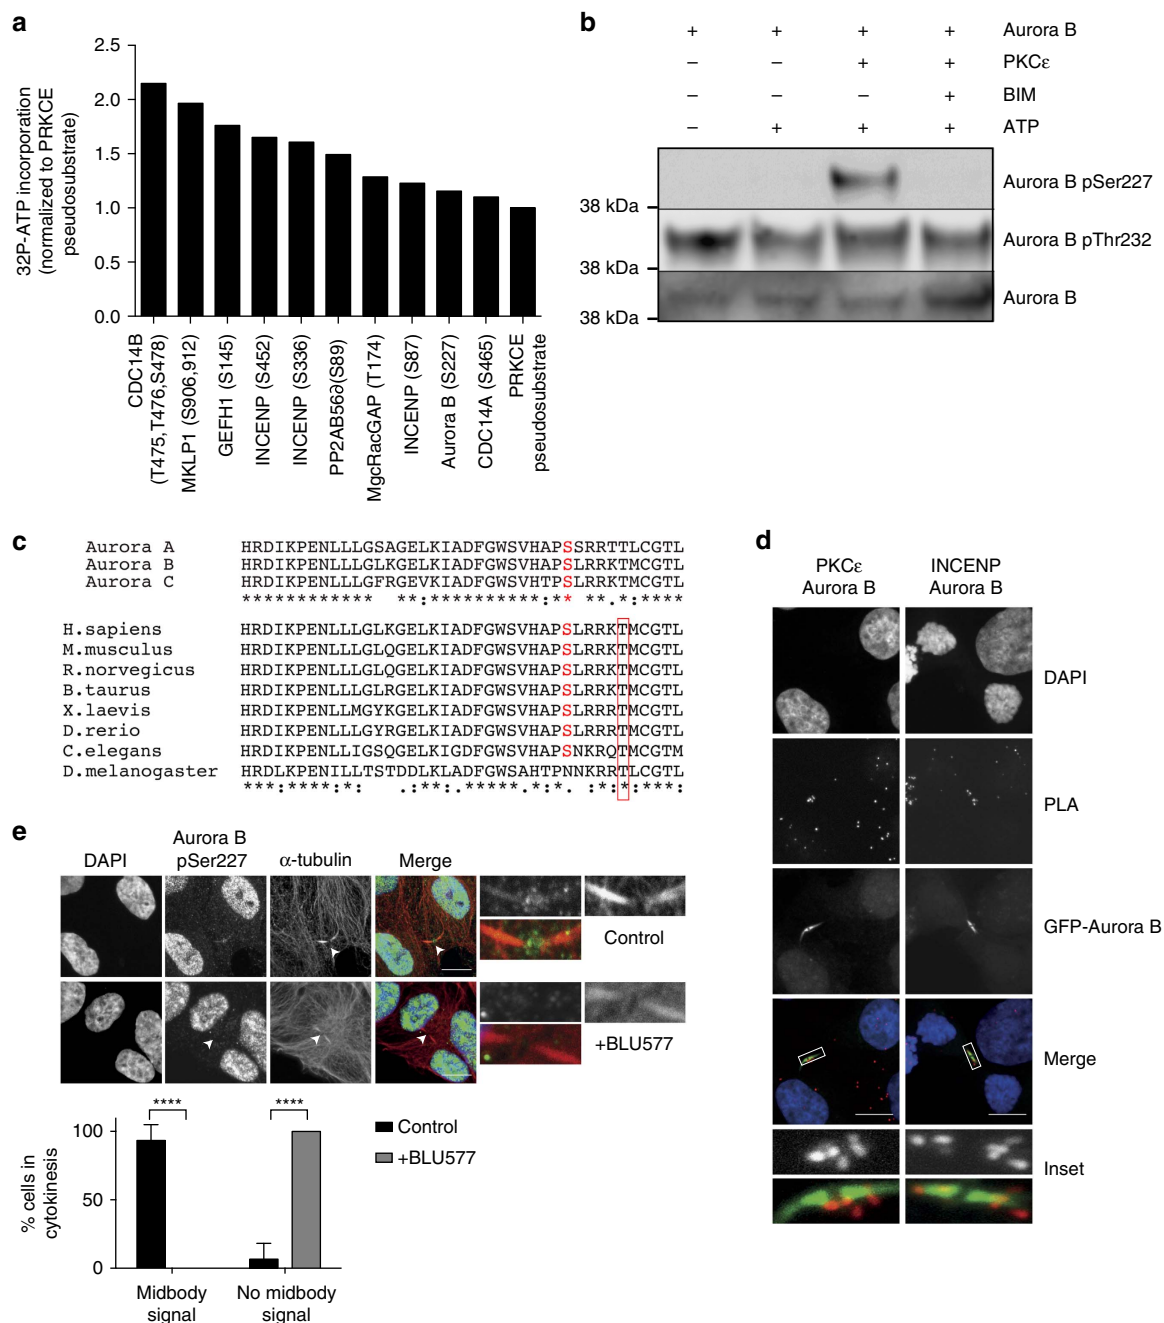 a
2.5
2.0
1.5
1.0
0.5
0.0
32P-ATP incorporation
(normalized to PRKCE
pseudosubstrate)
CDC14B
(T475,T476,S478)
MKLP1 (S906,912)
GEFH1 (S145)
INCENP (S452)
INCENP (S336)
PP2AB56∂(S89)
MgcRacGAP (T174)
INCENP (S87)
Aurora B (S227)
CDC14A (S465)
PRKCE
pseudosubstrate
b
+ + + + Aurora B
– – + + PKCε
– – – + BIM
– + + + ATP
Aurora B pSer227
38 kDa
Aurora B pThr232
38 kDa
Aurora B
38 kDa
c
Aurora A HRDIKPENLLLGSAGELKIADFGWSVHAPSSRRTTLCGTL
Aurora B HRDIKPENLLLGLKGELKIADFGWSVHAPSLRRKTMCGTL
Aurora C HRDIKPENLLLGFRGEVKIADFGWSVHTPSLRRKTMCGTL
************** **:**********:** **.*:****
H.sapiens HRDIKPENLLLGLKGELKIADFGWSVHAPSLRRKTMCGTL
M.musculus HRDIKPENLLLGLQGELKIADFGWSVHAPSLRRKTMCGTL
R.norvegicus HRDIKPENLLLGLQGELKIADFGWSVHAPSLRRKTMCGTL
B.taurus HRDIKPENLLLGLRGELKIADFGWSVHAPSLRRKTMCGTL
X.laevis HRDIKPENLLMGYKGELKIADFGWSVHAPSLRRRTMCGTL
D.rerio HRDIKPENLLLGYRGELKIADFGWSVHAPSLRRRTMCGTL
C.elegans HRDIKPENLLIGSQGELKIGDFGWSVHAPSNKRQTMCGTM
D.melanogaster HRDLKPENILLTSTDDLKLADFGWSAHTPNNKRRTLCGTL
***:****:*: .:**:.*****.*:*. :*:*:***:
d
PKCε
Aurora B
INCENP
Aurora B
DAPI
PLA
GFP-Aurora B
Merge
Inset
e
DAPI
Aurora B
pSer227
α-tubulin
Merge
Control
+BLU577
**** ****
100
50
0
% cells in
cytokinesis
Control
+BLU577
Midbody
signal
No midbody
signal